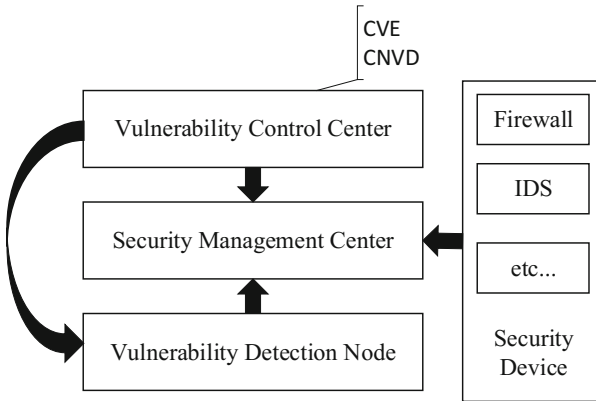 CVE
CNVD
Vulnerability Control Center
Security Management Center
Vulnerability Detection Node
Firewall
IDS
etc...
Security
Device